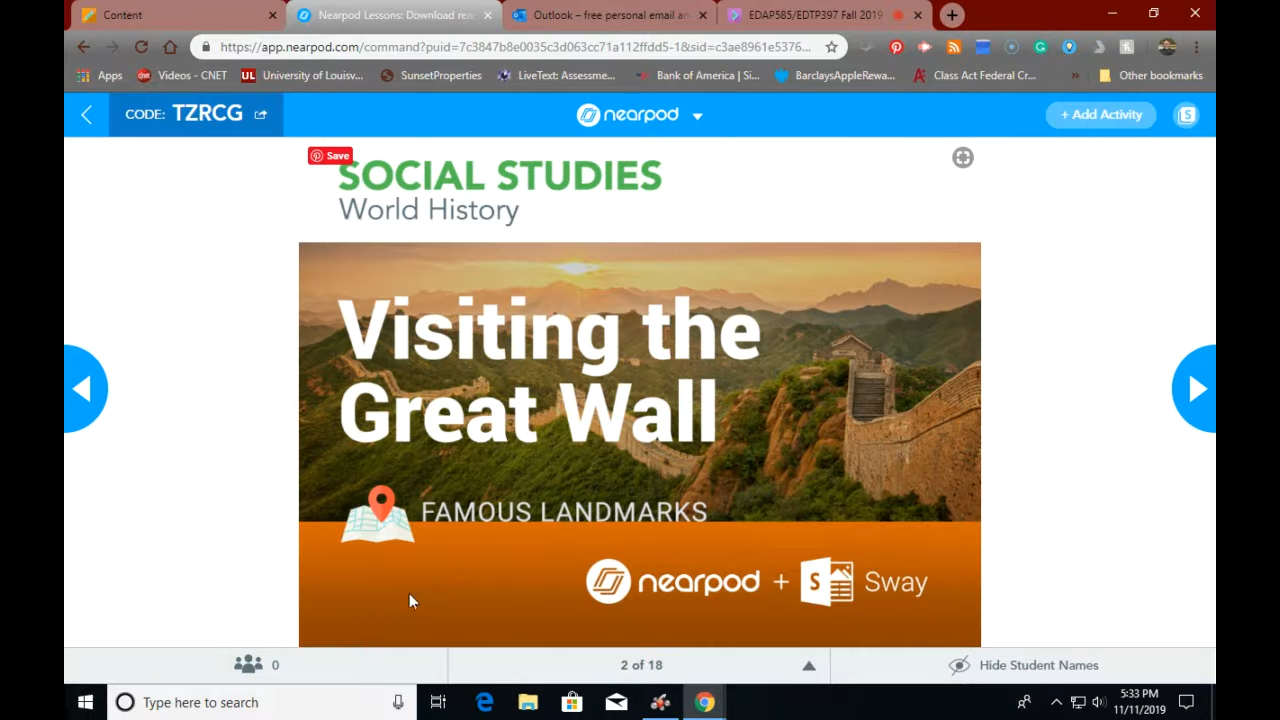 Content
Nearpod Lessons: Download rea
Outlook – free personal email an
EDAP585/EDTP397 Fall 2019
https://app.nearpod.com/command?puid=7c3847b8e0035c3d063cc71a112ffdd5-1&sid=c3ae8961e5376...
Apps
Videos - CNET
University of Louisv...
SunsetProperties
LiveText: Assessme...
Bank of America | Si...
BarclaysAppleRewa...
Class Act Federal Cr...
»
Other bookmarks
CODE: TZRCG
nearpod
+ Add Activity
S
Save
SOCIAL STUDIES
World History
Visiting the
Great Wall
FAMOUS LANDMARKS
nearpod + S Sway
0
2 of 18
Hide Student Names
Type here to search
5:33 PM
11/11/2019